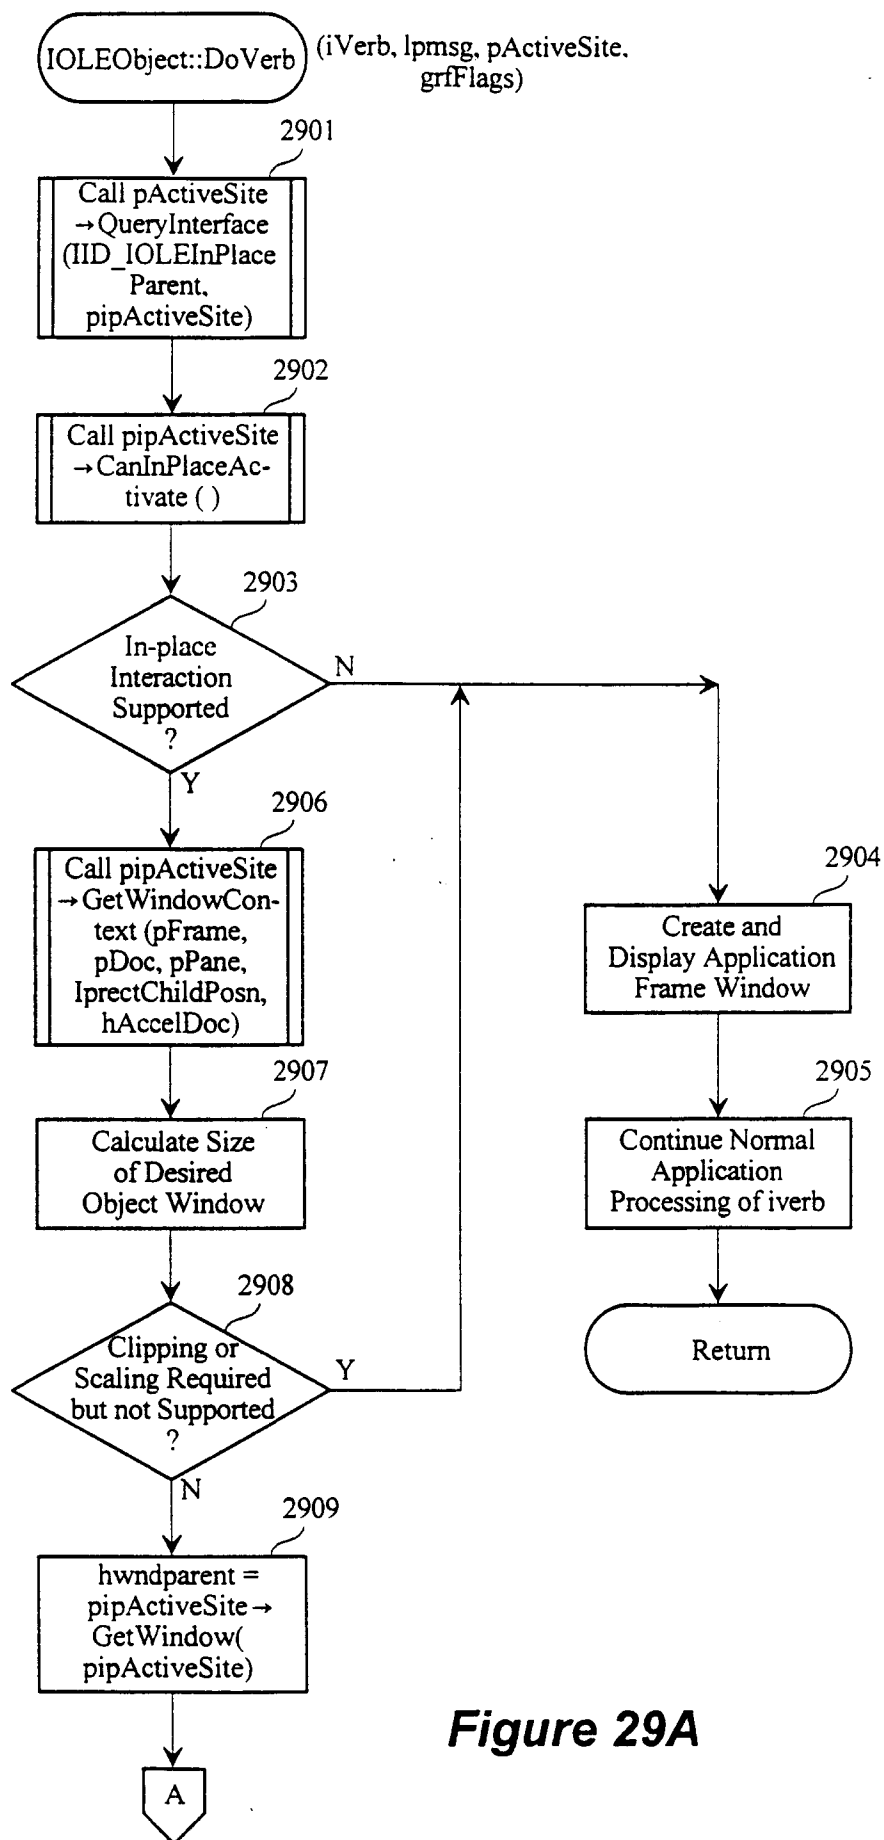 IOLEObject::DoVerb
(iVerb, lpmsg, pActiveSite,
grfFlags)
2901
Call pActiveSite
→QueryInterface
(IID_IOLEInPlace
Parent,
pipActiveSite)
2902
Call pipActiveSite
→CanInPlaceAc-
tivate ( )
2903
In-place
Interaction
Supported
?
N
Y
2906
Call pipActiveSite
→GetWindowCon-
text (pFrame,
pDoc, pPane,
IprectChildPosn,
hAccelDoc)
2904
Create and
Display Application
Frame Window
2907
Calculate Size
of Desired
Object Window
2905
Continue Normal
Application
Processing of iverb
2908
Clipping or
Scaling Required
but not Supported
?
Y
N
Return
2909
hwndparent =
pipActiveSite→
GetWindow(
pipActiveSite)
A
Figure 29A